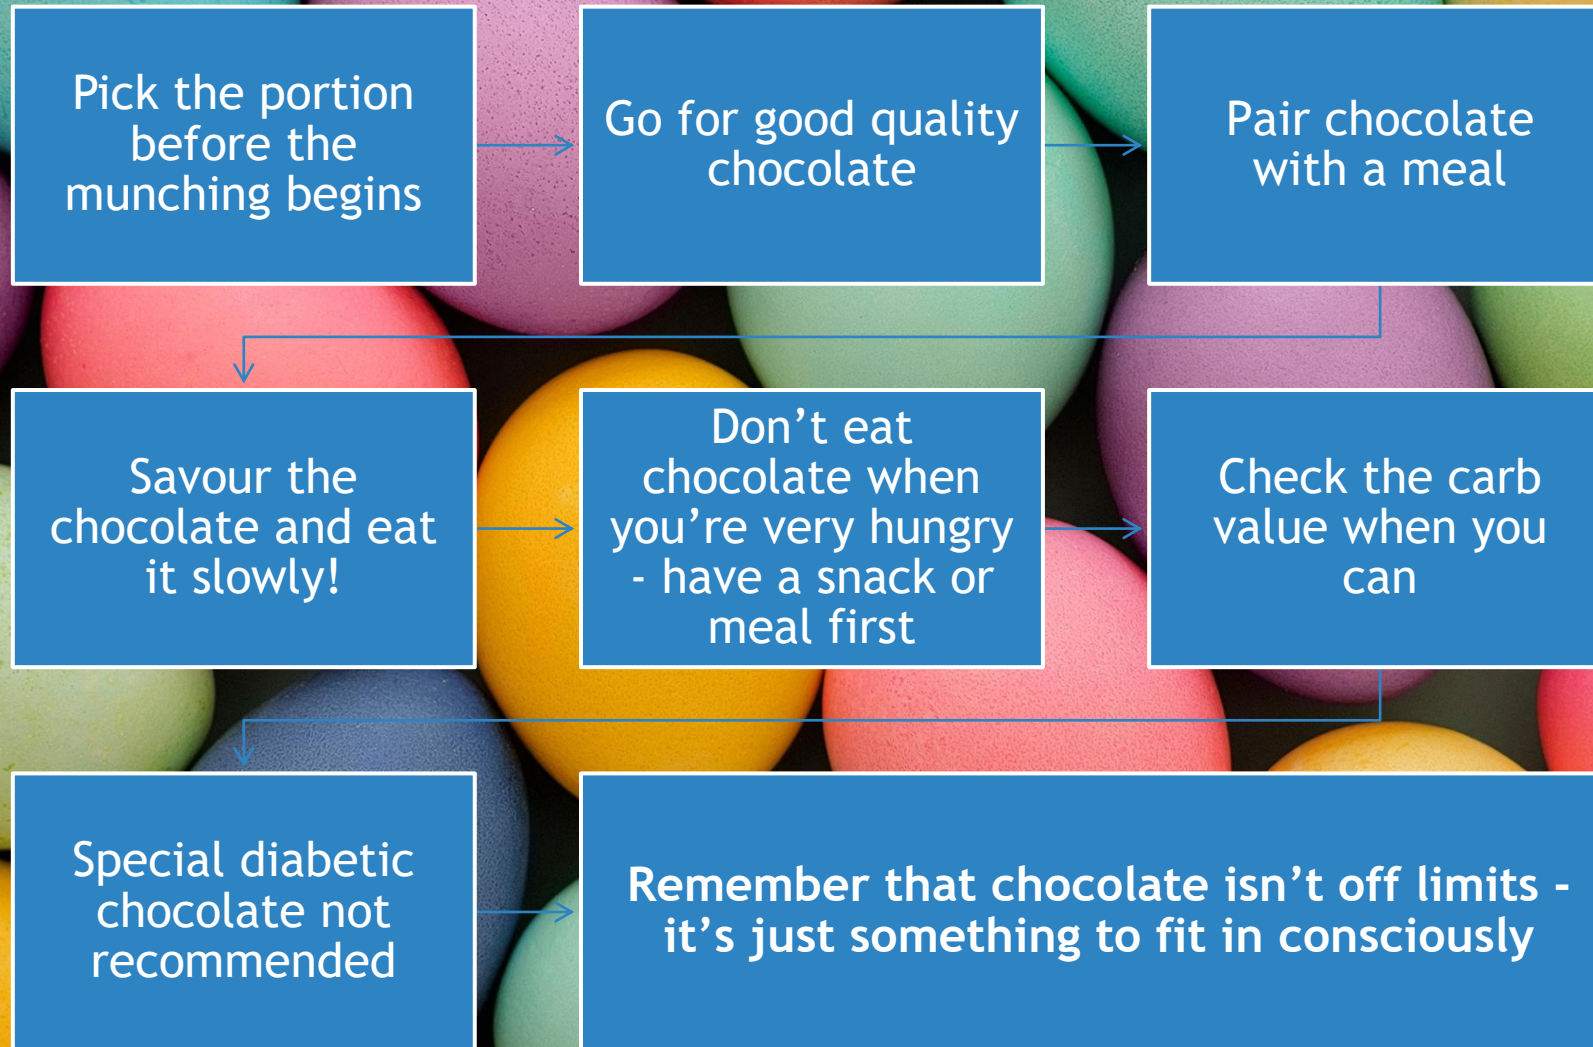 Pick the portion
before the
munching begins
Go for good quality
chocolate
Pair chocolate
with a meal
Savour the
chocolate and eat
it slowly!
Don’t eat
chocolate when
you’re very hungry
- have a snack or
meal first
Check the carb
value when you
can
Special diabetic
chocolate not
recommended
Remember that chocolate isn’t off limits -
it’s just something to fit in consciously